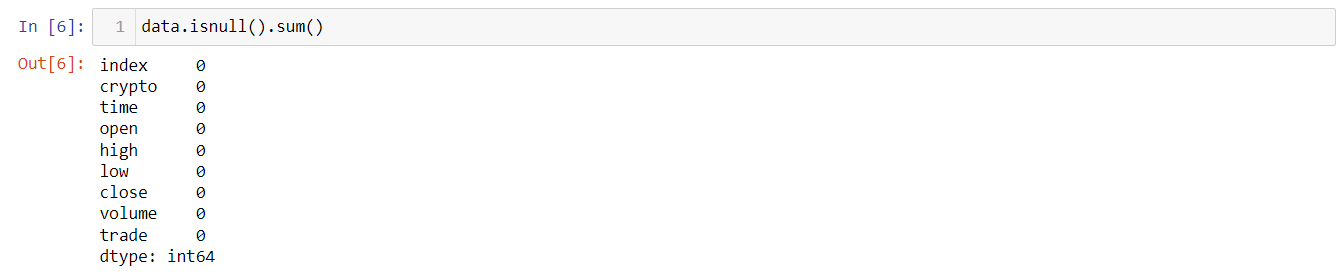 In [6]: 1 data.isnull().sum()
Out[6]: index 0
crypto 0
time 0
open 0
high 0
low 0
close 0
volume 0
trade 0
dtype: int64